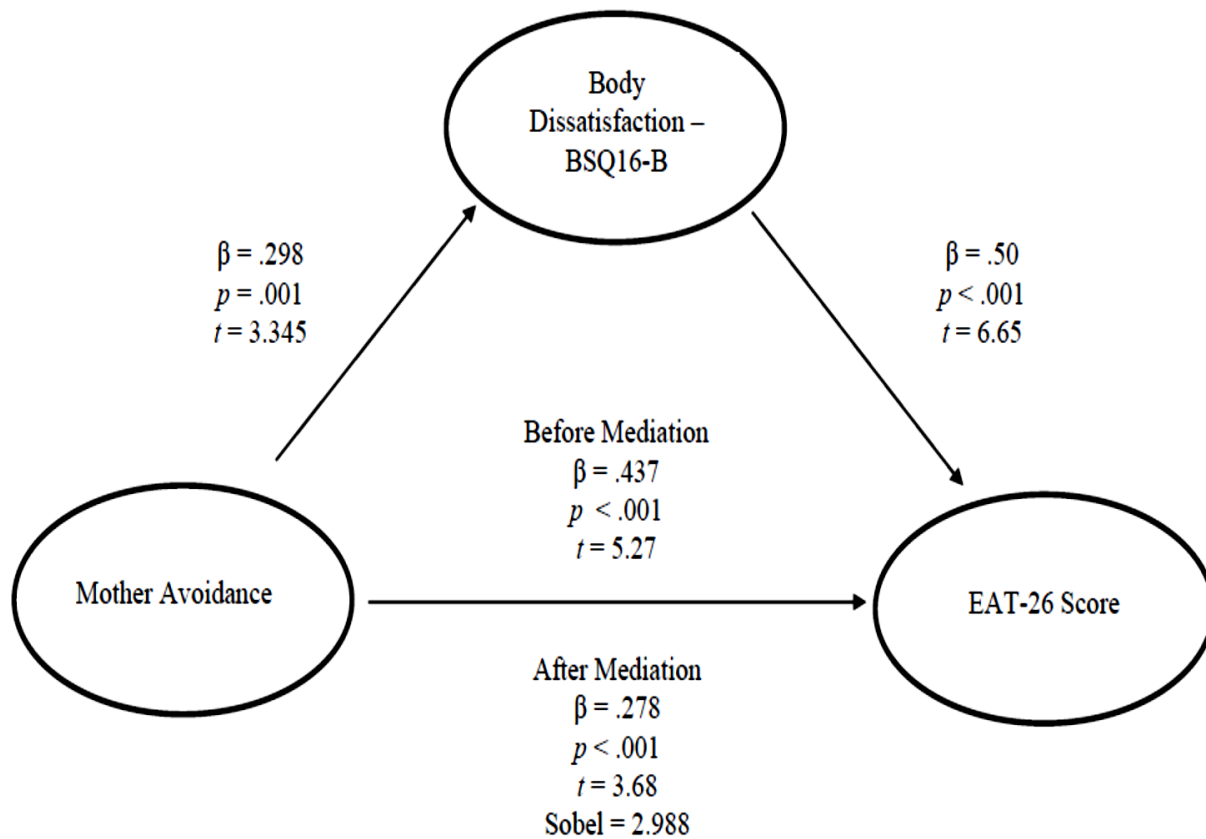 Body
Dissatisfaction –
BSQ16-B
β = .298
p = .001
t = 3.345
β = .50
p < .001
t = 6.65
Before Mediation
β = .437
p < .001
t = 5.27
Mother Avoidance
EAT-26 Score
After Mediation
β = .278
p < .001
t = 3.68
Sobel = 2.988